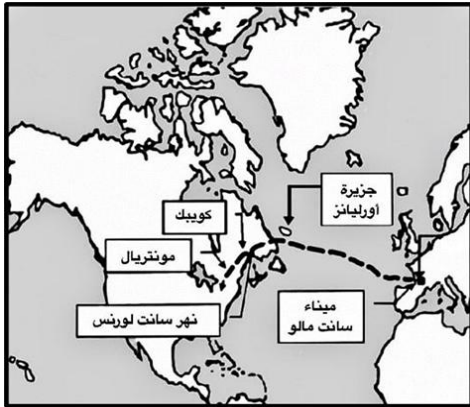 جزيرة
أورليانز
كويبك
مونتريال
ميناء
سانت مالو
نهر سانت لورنس